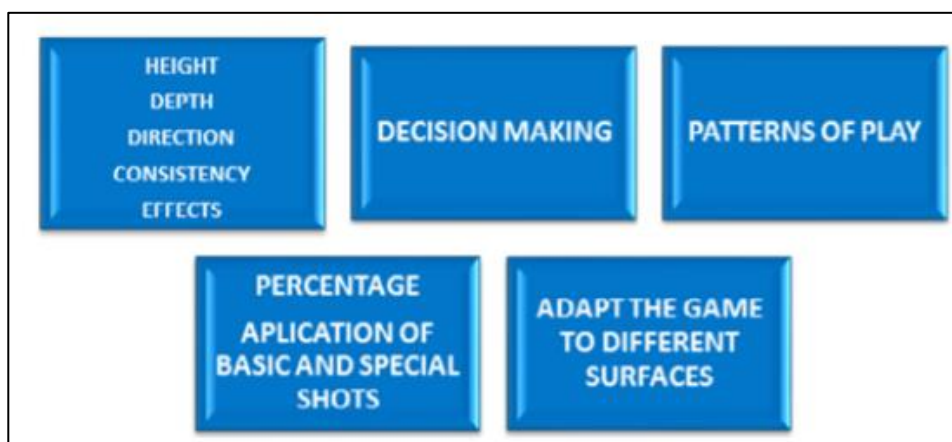 HEIGHT
DEPTH
DIRECTION
CONSISTENCY
EFFECTS
DECISION MAKING
PATTERNS OF PLAY
PERCENTAGE
APLICATION OF
BASIC AND SPECIAL
SHOTS
ADAPT THE GAME
TO DIFFERENT
SURFACES